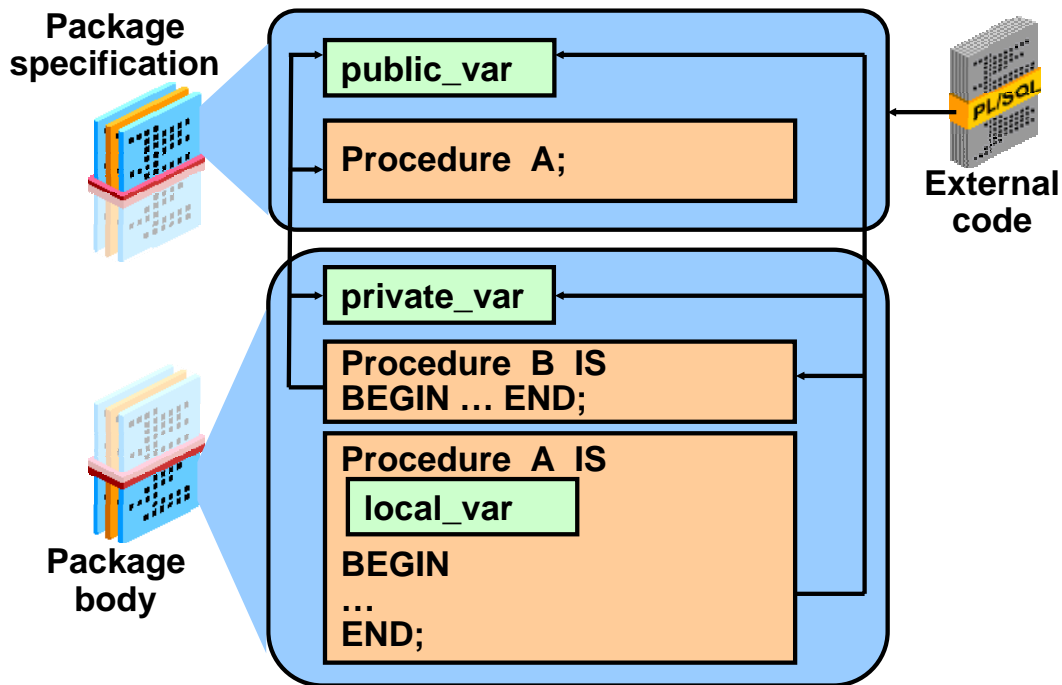 Package
specification
public_var
Procedure A;
PL/SQL
External
code
private_var
Procedure B IS
BEGIN … END;
Procedure A IS
local_var
BEGIN
…
END;
Package
body